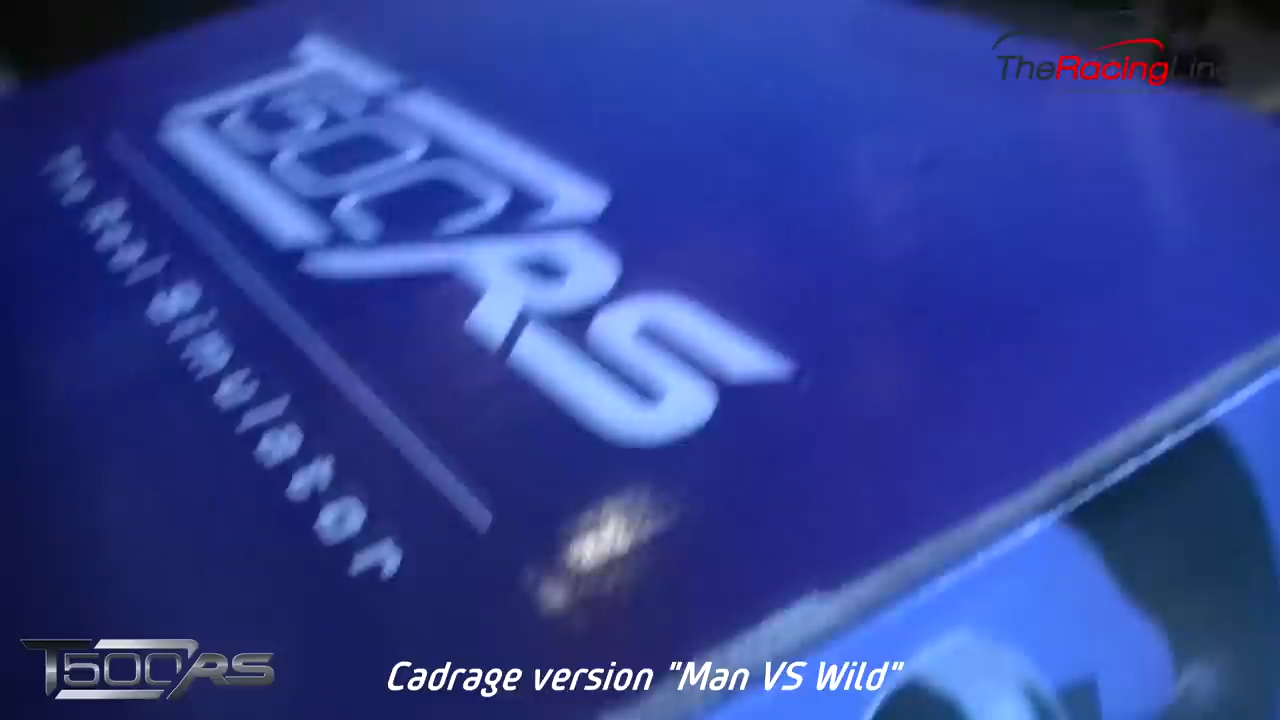 TheRacingLine
T500RS
The Real Simulator
T500RS
Cadrage version "Man VS Wild"